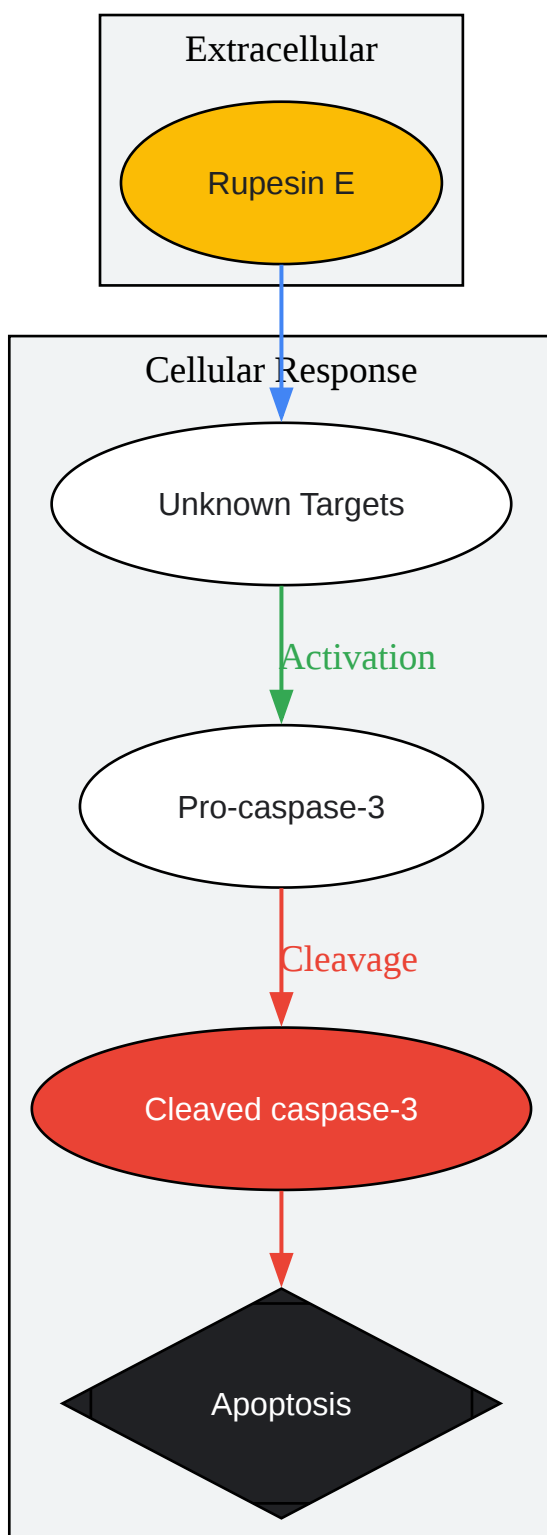 Extracellular
Rupesin E
Cellular Response
Unknown Targets
Activation
Pro-caspase-3
Cleavage
Cleaved caspase-3
Apoptosis